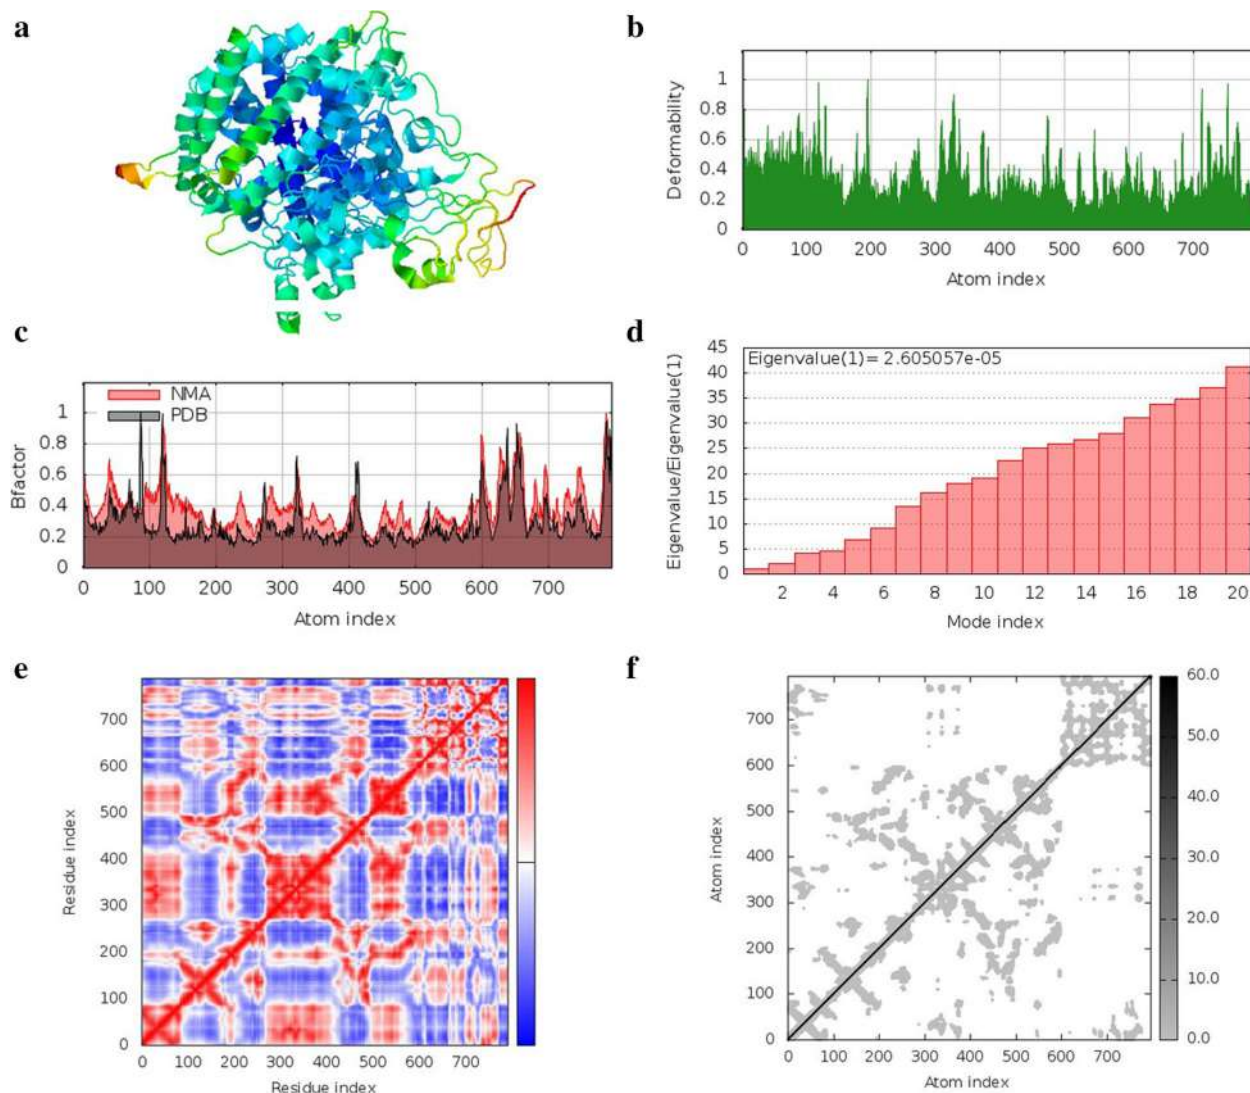 a
b
Deformability
1
0.8
0.6
0.4
0.2
0
0 100 200 300 400 500 600 700
Atom index
c
NMA
PDB
Bfactor
1
0.8
0.6
0.4
0.2
0
0 100 200 300 400 500 600 700
Atom index
d
Eigenvalue(1)= 2.605057e-05
Eigenvalue/Eigenvalue(1)
45
40
35
30
25
20
15
10
5
0
2 4 6 8 10 12 14 16 18 20
Mode index
e
Residue index
700
600
500
400
300
200
100
0
0 100 200 300 400 500 600 700
Residue index
f
Atom index
700
600
500
400
300
200
100
0
0 100 200 300 400 500 600 700
Atom index
60.0
50.0
40.0
30.0
20.0
10.0
0.0